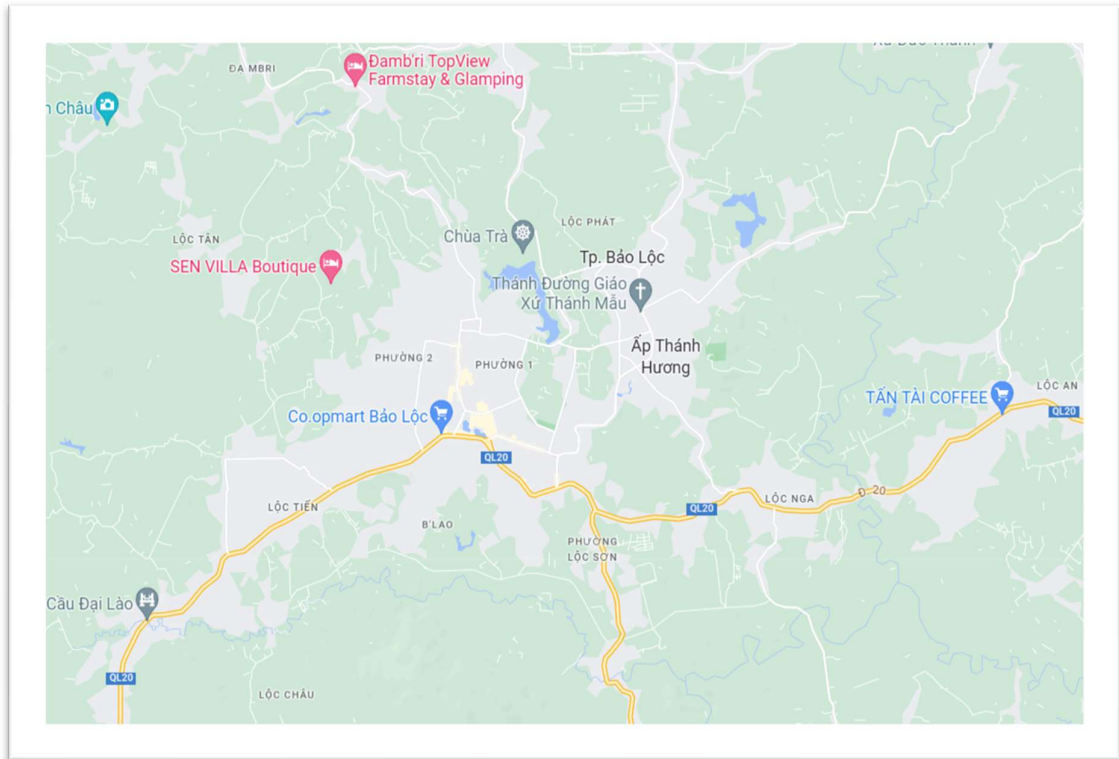 Đamb'ri TopView
Farmstay & Glamping
ĐA MBRI
Châu
LỘC PHÁT
Chùa Trà
LỘC TÂN
Tp. Bảo Lộc
SEN VILLA Boutique
Thánh Đường Giáo
Xứ Thánh Mẫu
Ấp Thánh
Hương
PHƯỜNG 2
PHƯỜNG 1
LỘC AN
TẤN TÀI COFFEE
QL20
Co.opmart Bảo Lộc
QL20
Đ. 20
LỘC NGA
LỘC TIẾN
QL20
B'LAO
PHƯỜNG
LỘC SƠN
Cầu Đại Lào
QL20
LỘC CHÂU